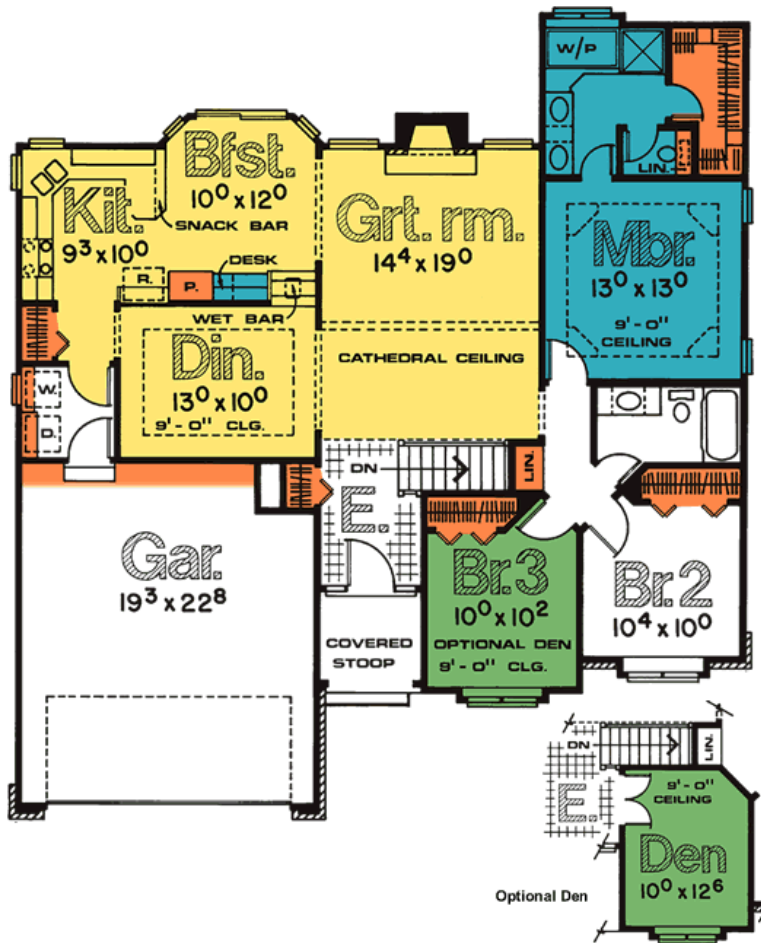 W/P
LIN.
Bfst.
10⁰ x 12⁰
SNACK BAR
Kit.
9³ x 10⁰
Grt. rm.
14⁴ x 19⁰
Mbr.
13⁰ x 13⁰
9'-0"
CEILING
DESK
R.
P.
WET BAR
Din.
13⁰ x 10⁰
9'-0" CLG.
CATHEDRAL CEILING
W.
D.
DN
LIN.
E.
Gar.
19³ x 22⁸
Br.3
10⁰ x 10²
OPTIONAL DEN
9'-0" CLG.
Br.2
10⁴ x 10⁰
COVERED
STOOP
DN
LIN.
E.
9'-0"
CEILING
Den
10⁰ x 12⁶
Optional Den